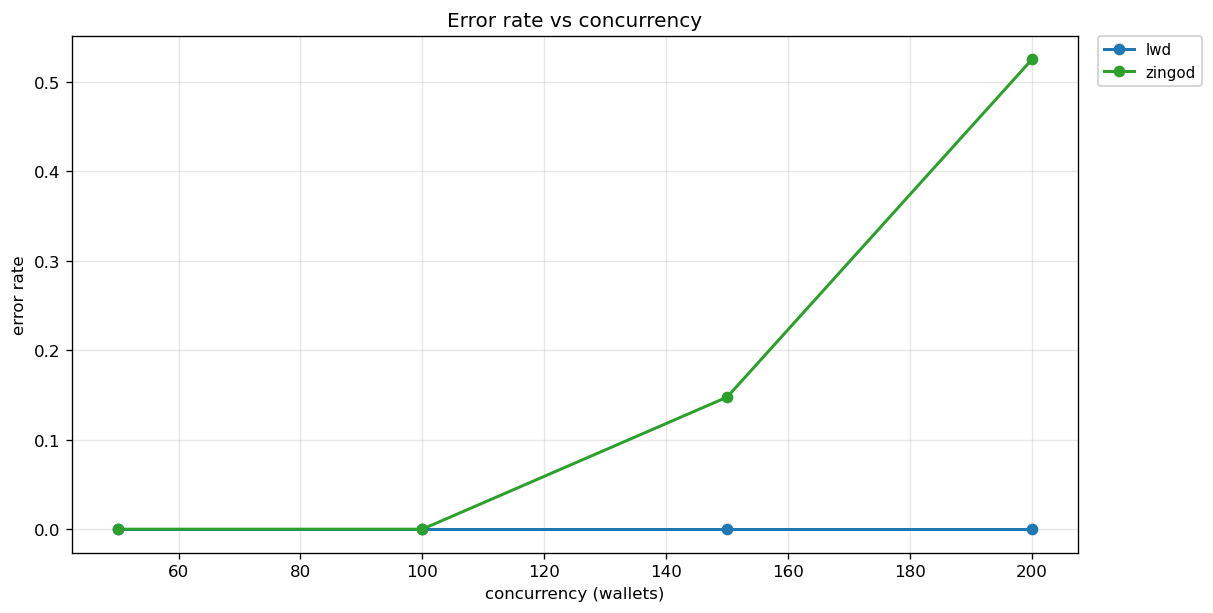 Error rate vs concurrency
lwd
zingod
error rate
0.5
0.4
0.3
0.2
0.1
0.0
60 80 100 120 140 160 180 200
concurrency (wallets)